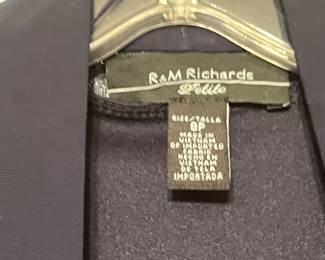 R&M Richards
Petite
SIZE/TALLA
8P
MADE IN
VIETNAM
OF IMPORTED
FABRIC
HECHO EN
VIETNAM
DE TELA
IMPORTADA